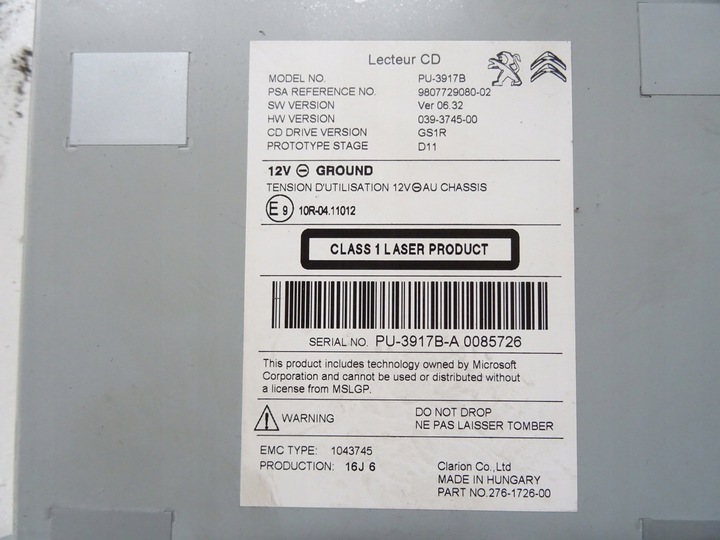 Lecteur CD
MODEL NO. PU-3917B
PSA REFERENCE NO. 9807729080-02
SW VERSION Ver 06.32
HW VERSION 039-3745-00
CD DRIVE VERSION GS1R
PROTOTYPE STAGE D11
12V ⊖ GROUND
TENSION D'UTILISATION 12V⊖AU CHASSIS
E9 10R-04.11012
CLASS 1 LASER PRODUCT
SERIAL NO. PU-3917B-A 0085726
This product includes technology owned by Microsoft
Corporation and cannot be used or distributed without
a license from MSLGP.
WARNING DO NOT DROP
NE PAS LAISSER TOMBER
EMC TYPE: 1043745
PRODUCTION: 16J 6 Clarion Co.,Ltd
MADE IN HUNGARY
PART NO.276-1726-00